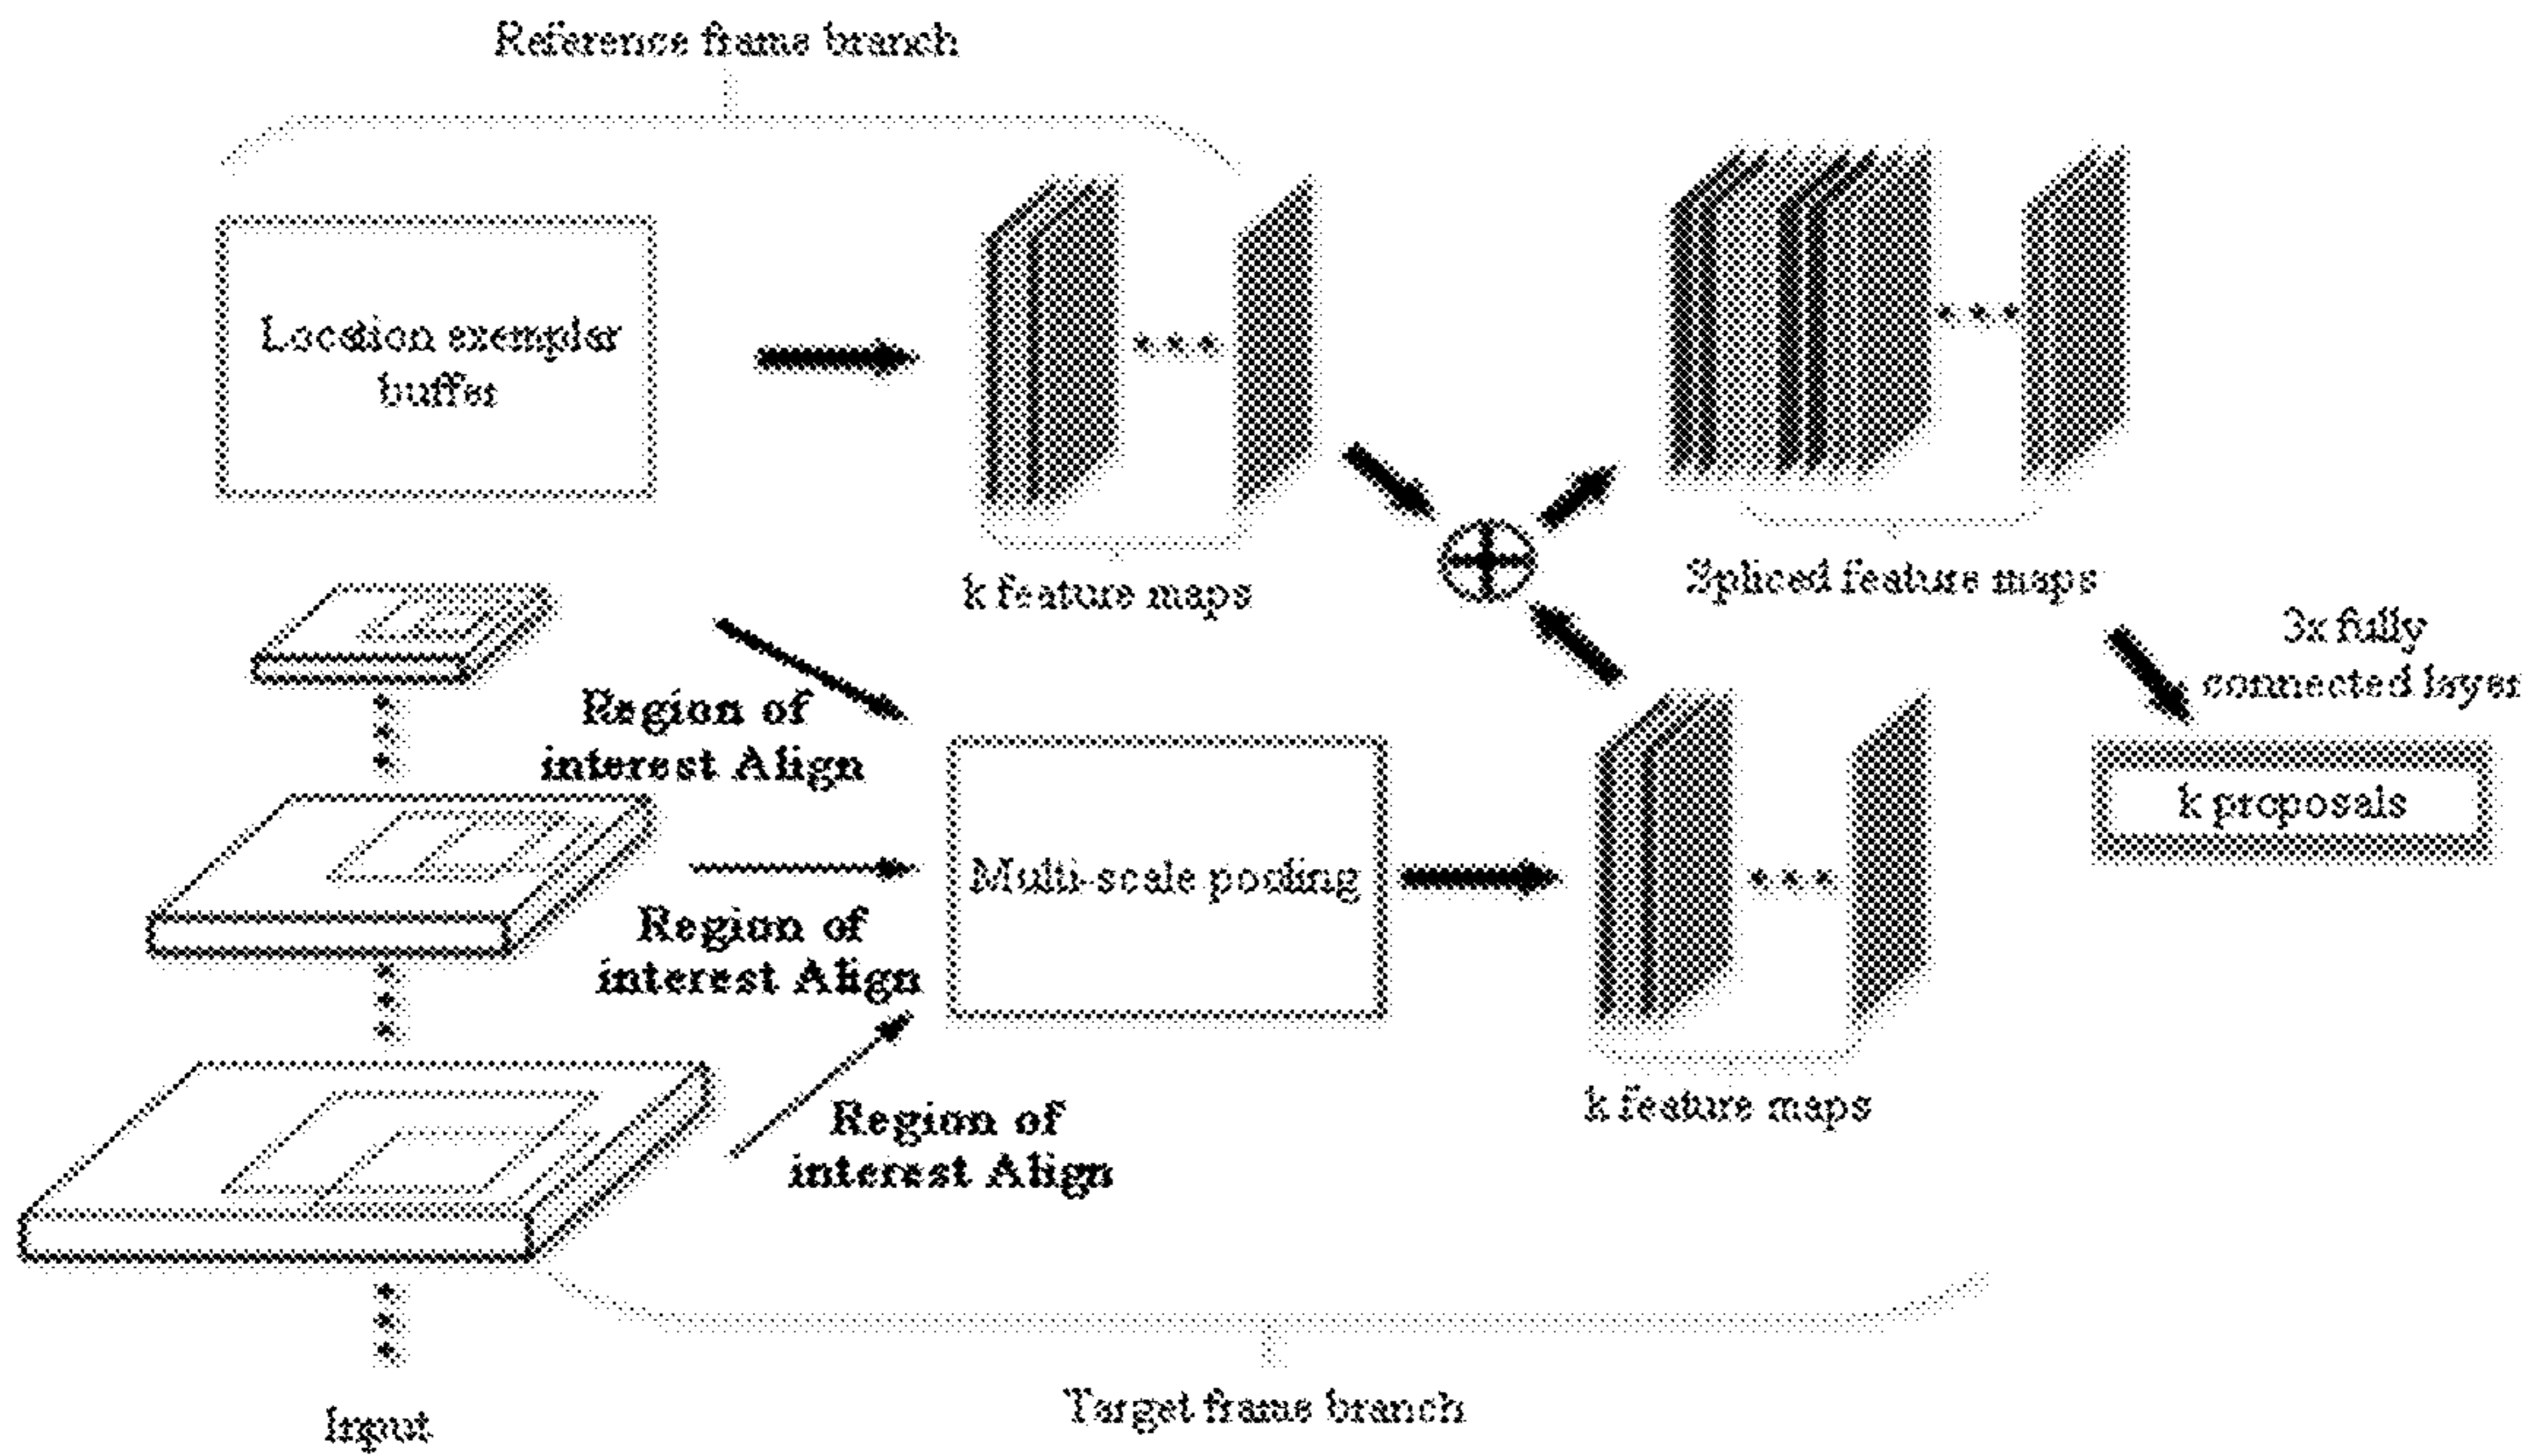 Reference frame branch
Location exemplar
buffer
k feature maps
Spliced feature maps
3x fully
connected layer
Region of
interest Align
k proposals
Multi-scale pooling
Region of
interest Align
k feature maps
Region of
interest Align
Target frame branch
Input